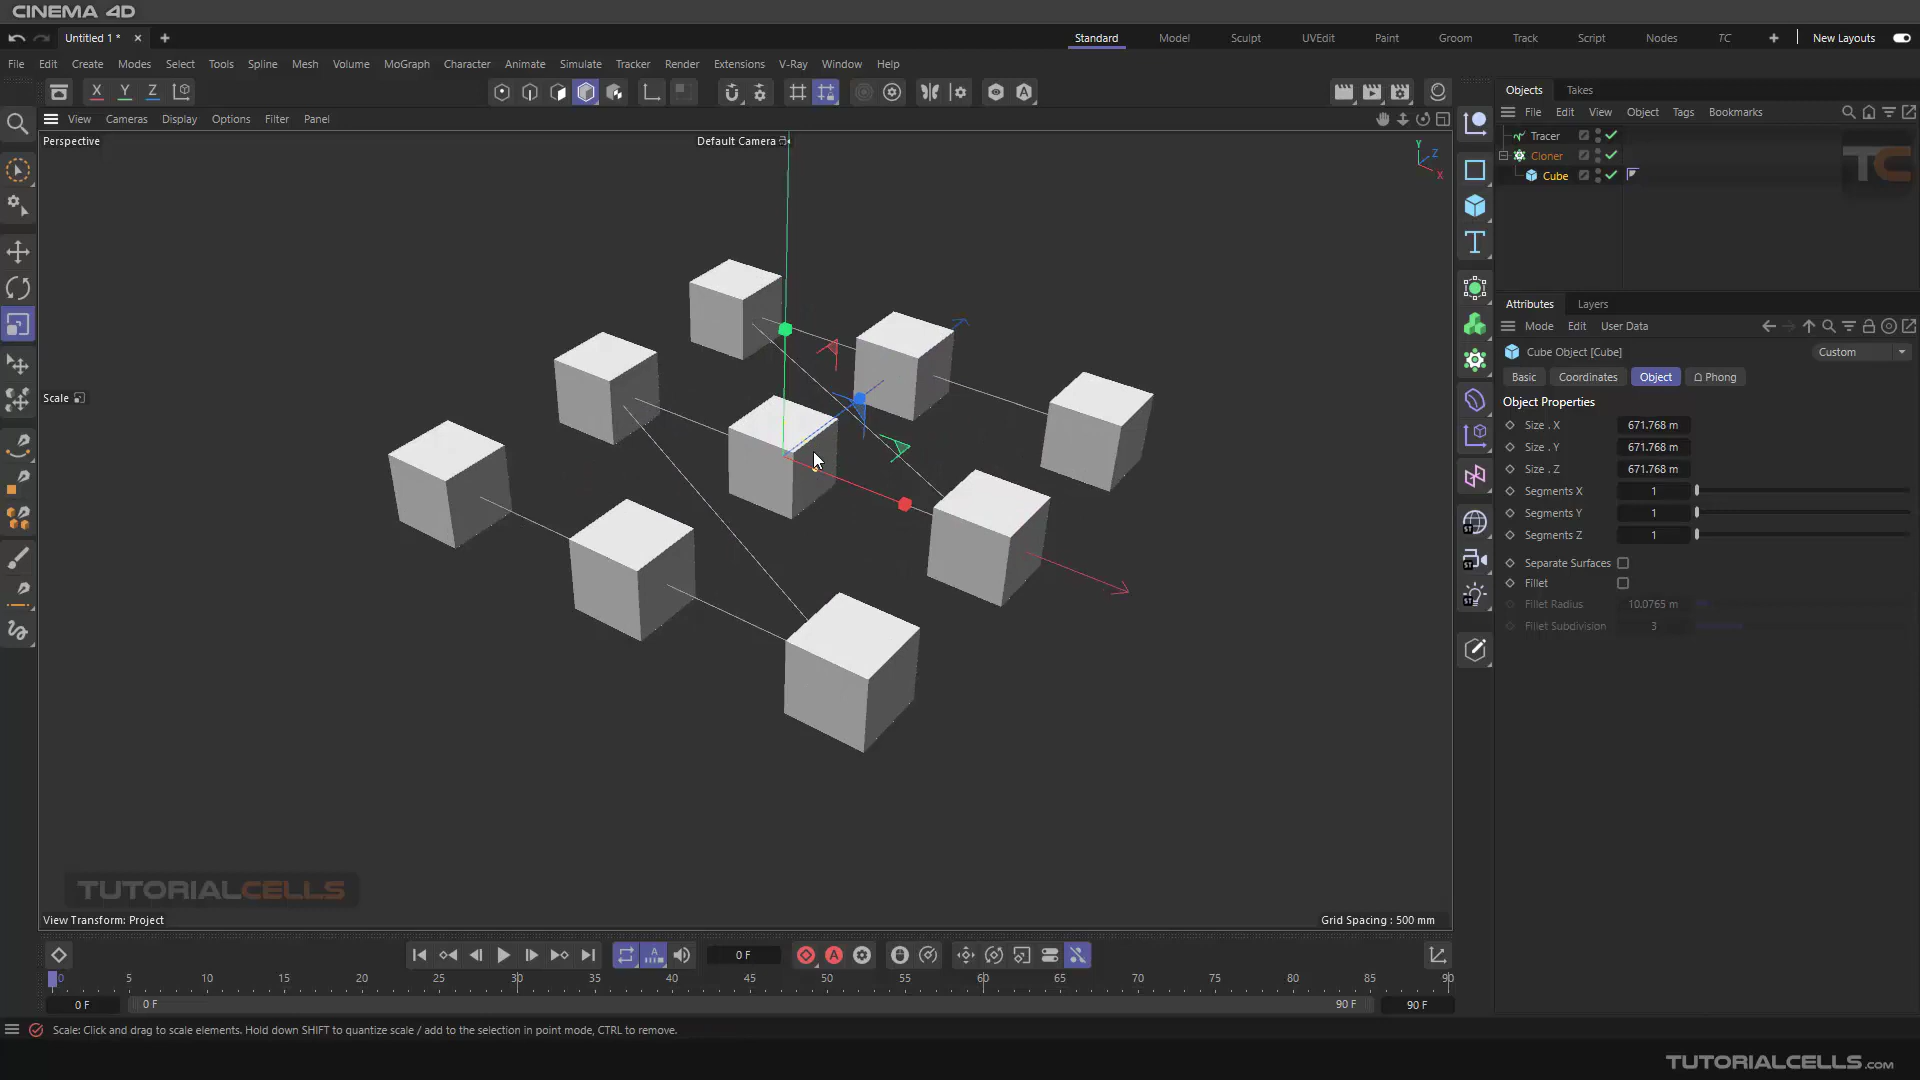 CINEMA 4D
Untitled 1 *
Standard Model Sculpt UVEdit Paint Groom Track Script Nodes TC New Layouts
File Edit Create Modes Select Tools Spline Mesh Volume MoGraph Character Animate Simulate Tracker Render Extensions V-Ray Window Help
X Y Z
Objects Takes
View Cameras Display Options Filter Panel
File Edit View Object Tags Bookmarks
Perspective
Default Camera
Y
Z
X
Tracer
Cloner
Cube
TC
Scale
Attributes Layers
Mode Edit User Data
Cube Object [Cube]
Custom
Basic Coordinates Object Phong
Object Properties
Size . X 671.768 m
Size . Y 671.768 m
Size . Z 671.768 m
Segments X 1
Segments Y 1
Segments Z 1
Separate Surfaces
Fillet
Fillet Radius 10.0765 m
Fillet Subdivision 3
TUTORIALCELLS
View Transform: Project
Grid Spacing : 500 mm
0 F
0 5 10 15 20 25 30 35 40 45 50 55 60 65 70 75 80 85 90
0 F 0 F 90 F 90 F
Scale: Click and drag to scale elements. Hold down SHIFT to quantize scale / add to the selection in point mode, CTRL to remove.
TUTORIALCELLS.COM